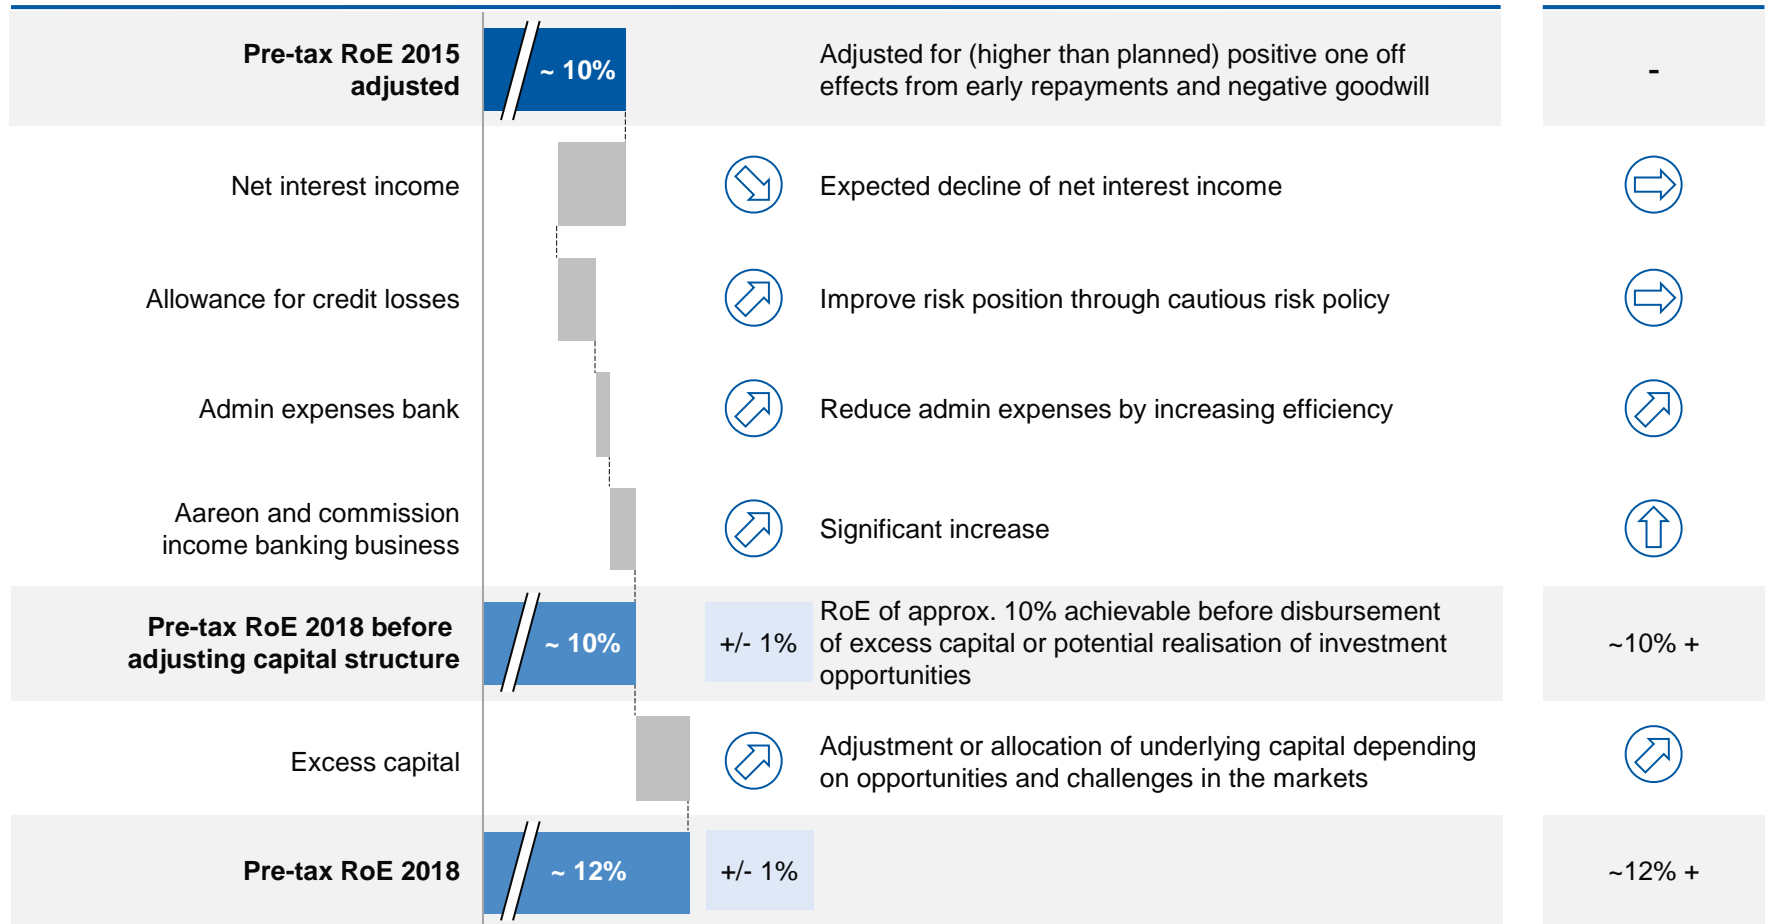 Pre-tax RoE 2015
adjusted
~ 10%
Adjusted for (higher than planned) positive one off
effects from early repayments and negative goodwill
-
Net interest income
Expected decline of net interest income
Allowance for credit losses
Improve risk position through cautious risk policy
Admin expenses bank
Reduce admin expenses by increasing efficiency
Aareon and commission
income banking business
Significant increase
Pre-tax RoE 2018 before
adjusting capital structure
~ 10%
+/- 1%
RoE of approx. 10% achievable before disbursement
of excess capital or potential realisation of investment
opportunities
~10% +
Excess capital
Adjustment or allocation of underlying capital depending
on opportunities and challenges in the markets
Pre-tax RoE 2018
~ 12%
+/- 1%
~12% +